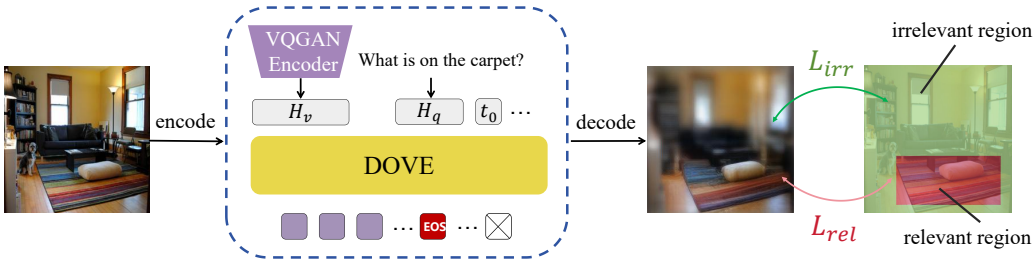 encode
VQGAN
Encoder
What is on the carpet?
H_v
H_q
t_0
...
DOVE
...
EOS
...
decode
L_irr
L_rel
irrelevant region
relevant region